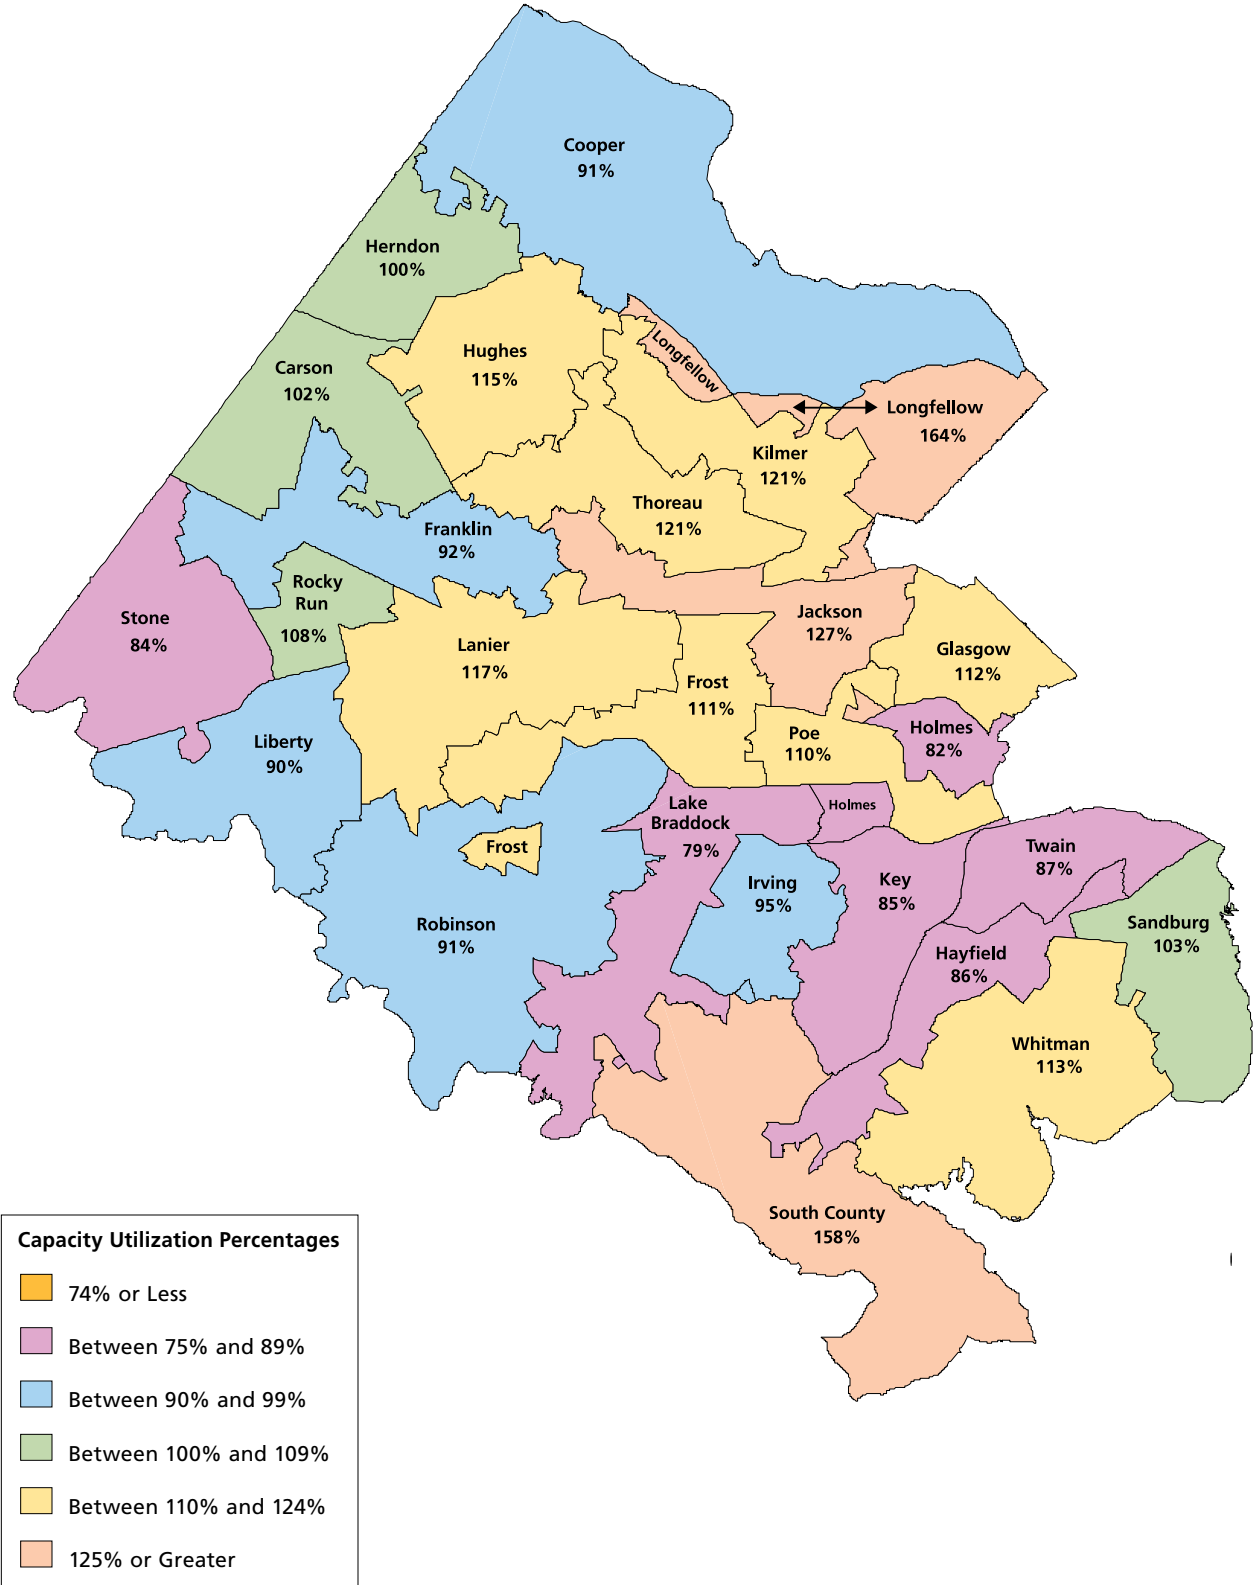 Cooper
91%
Herndon
100%
Hughes
115%
Longfellow
Carson
102%
Longfellow
164%
Kilmer
121%
Thoreau
121%
Franklin
92%
Rocky
Run
108%
Stone
84%
Jackson
127%
Lanier
117%
Glasgow
112%
Frost
111%
Poe
110%
Holmes
82%
Liberty
90%
Lake
Braddock
79%
Holmes
Frost
Twain
87%
Irving
95%
Key
85%
Robinson
91%
Sandburg
103%
Hayfield
86%
Whitman
113%
South County
158%
Capacity Utilization Percentages
74% or Less
Between 75% and 89%
Between 90% and 99%
Between 100% and 109%
Between 110% and 124%
125% or Greater